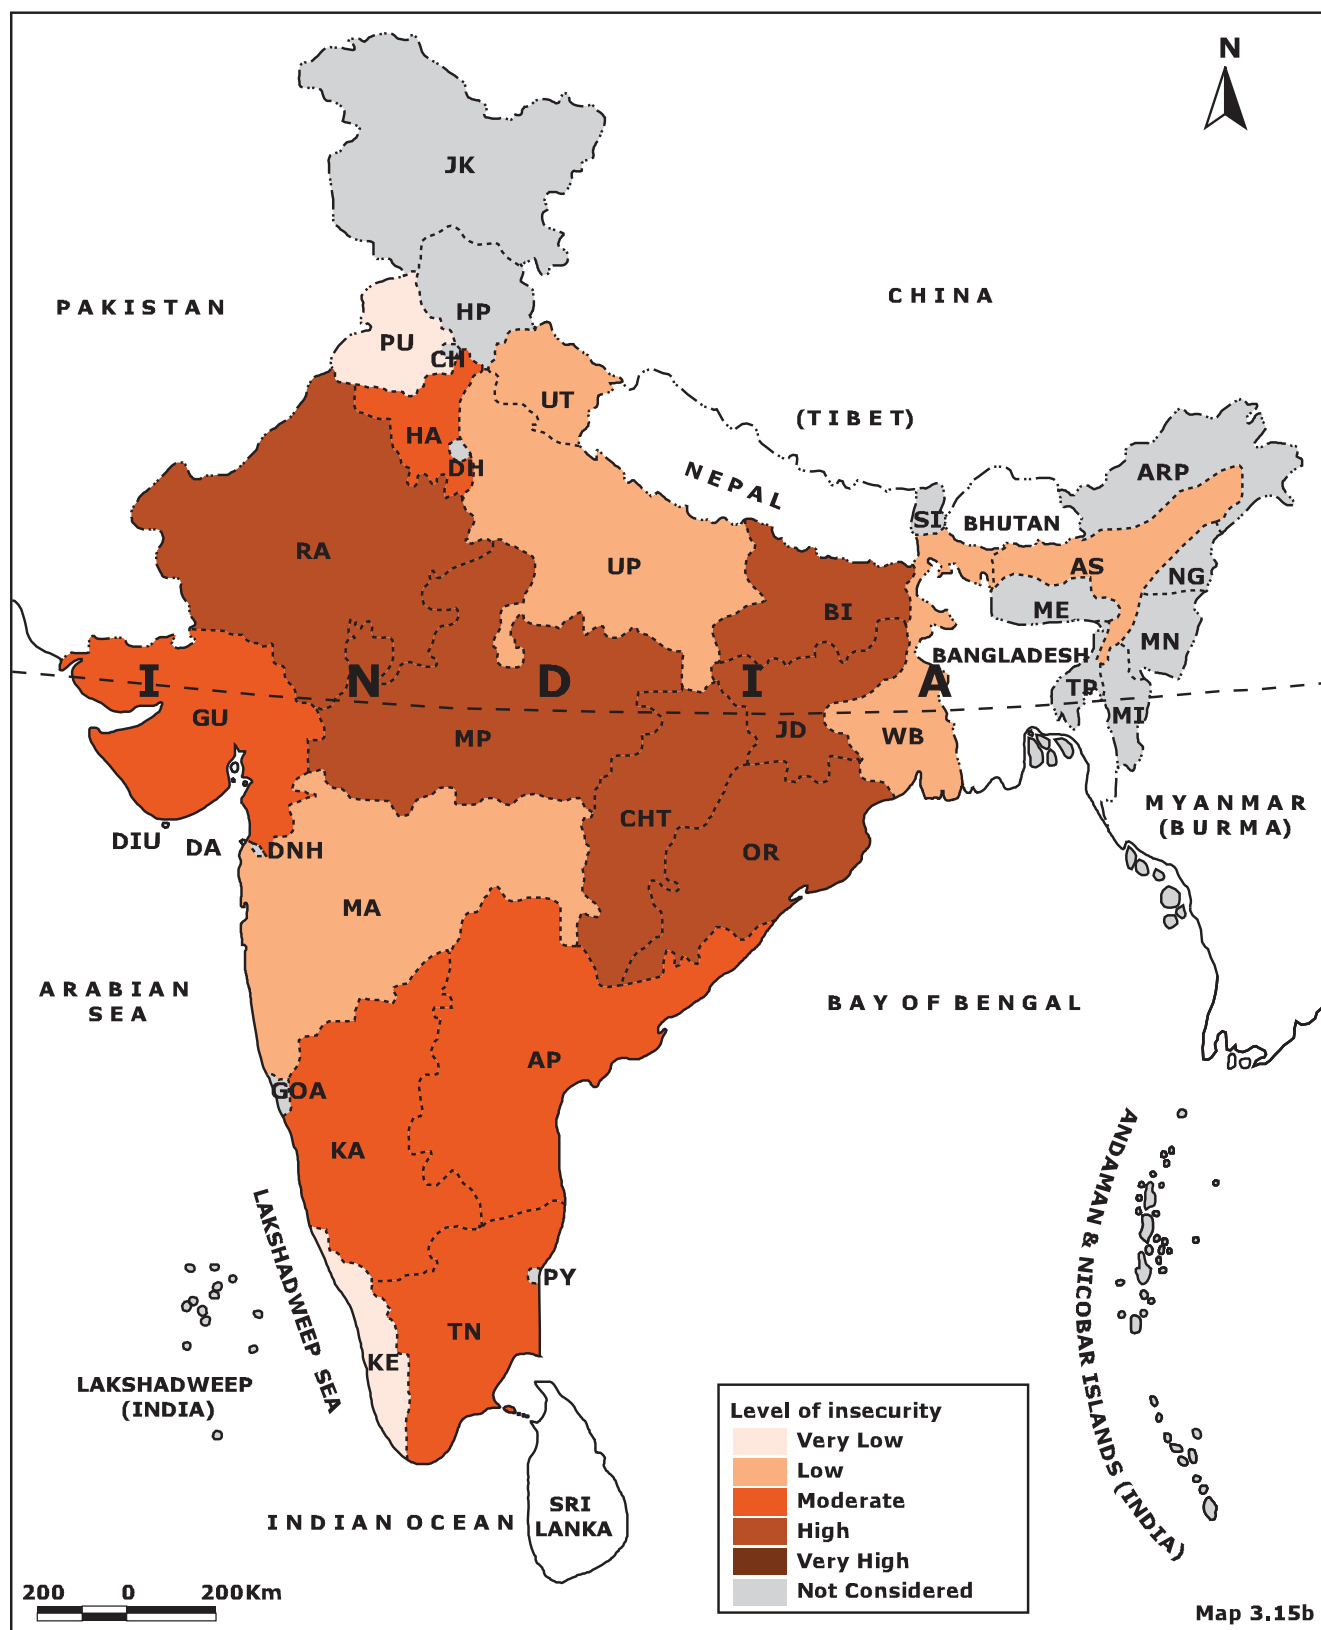 N
JK
PAKISTAN
CHINA
HP
PU
CH
UT
(TIBET)
HA
DH
NEPAL
ARP
SI
BHUTAN
RA
UP
AS
NG
BI
ME
MN
BANGLADESH
I N D I A
TP
GU
MP
JD
WB
MI
MYANMAR
(BURMA)
CHT
DIU
DA
DNH
OR
MA
ARABIAN
SEA
BAY OF BENGAL
AP
GOA
KA
ANDAMAN & NICOBAR ISLANDS (INDIA)
LAKSHADWEEP SEA
PY
TN
KE
LAKSHADWEEP
(INDIA)
Level of insecurity
Very Low
Low
Moderate
High
Very High
Not Considered
SRI
LANKA
INDIAN OCEAN
200 0 200Km
Map 3.15b